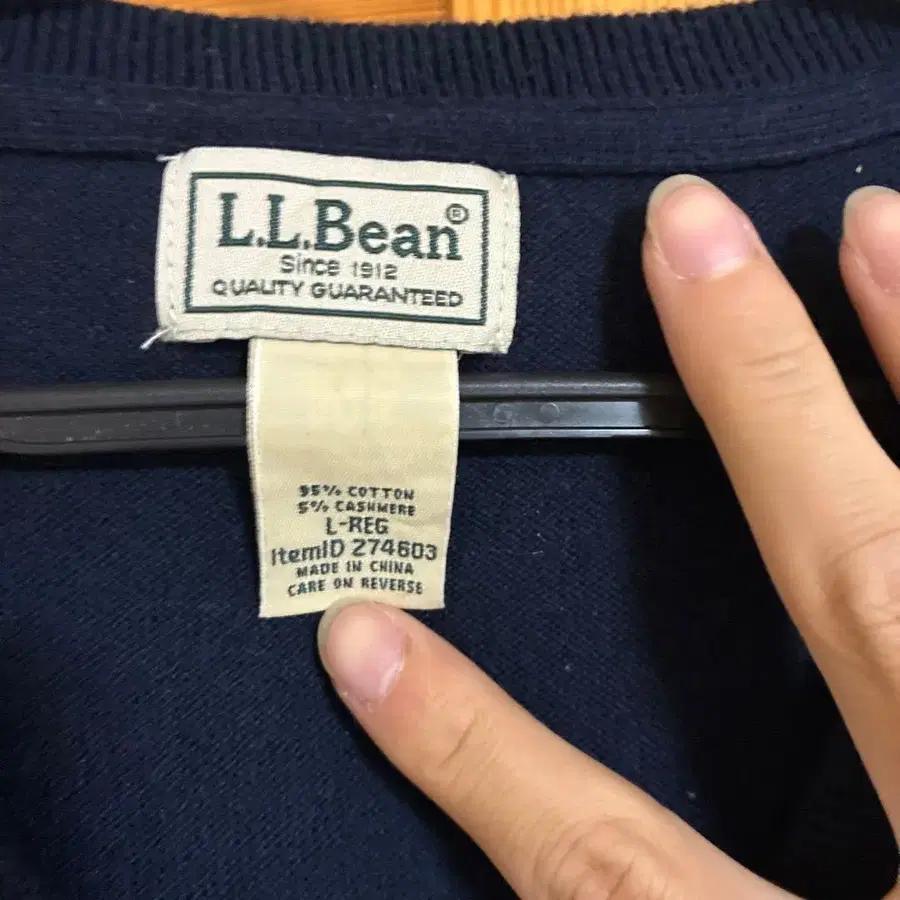 L.L.Bean®
Since 1912
QUALITY GUARANTEED
95% COTTON
5% CASHMERE
L-REG
ItemID 274603
MADE IN CHINA
CARE ON REVERSE